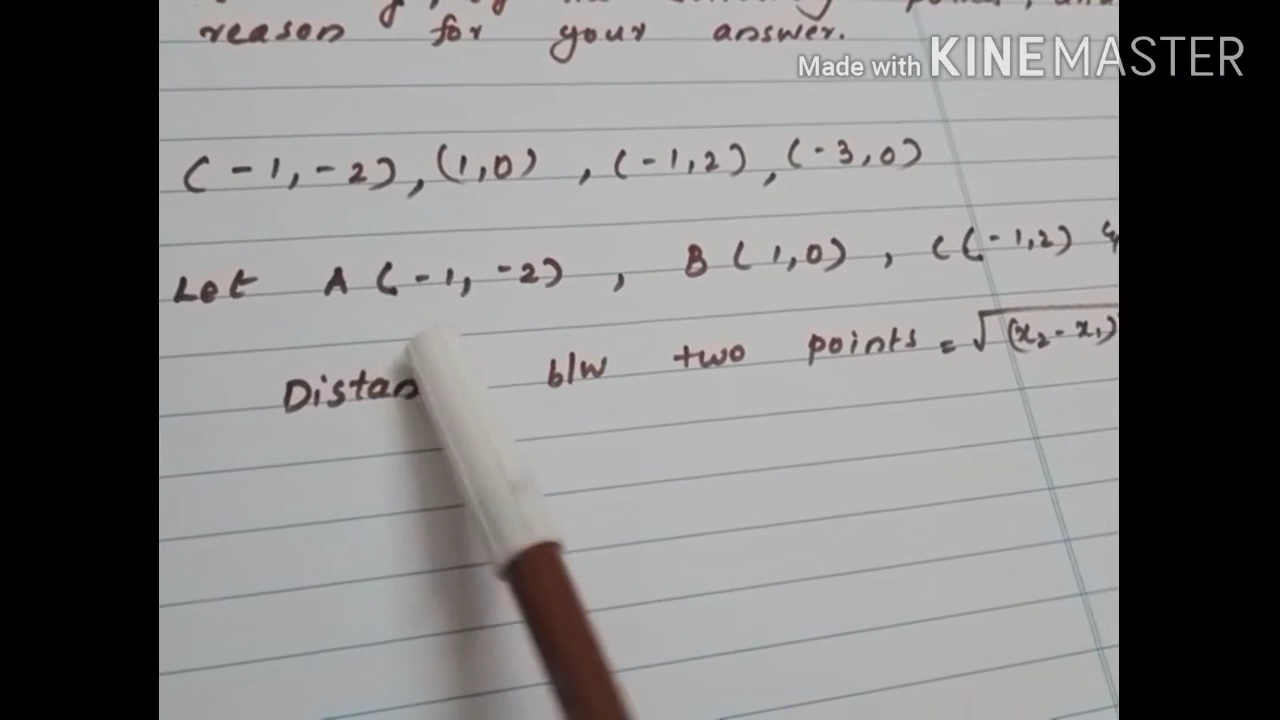 reason for your answer.
Made with KINEMASTER
(-1,-2), (1,0) , (-1,2), (-3,0)
Let A (-1, -2) , B (1,0) , C(-1,2) &
Distan b/w two points = √(x₂-x₁)